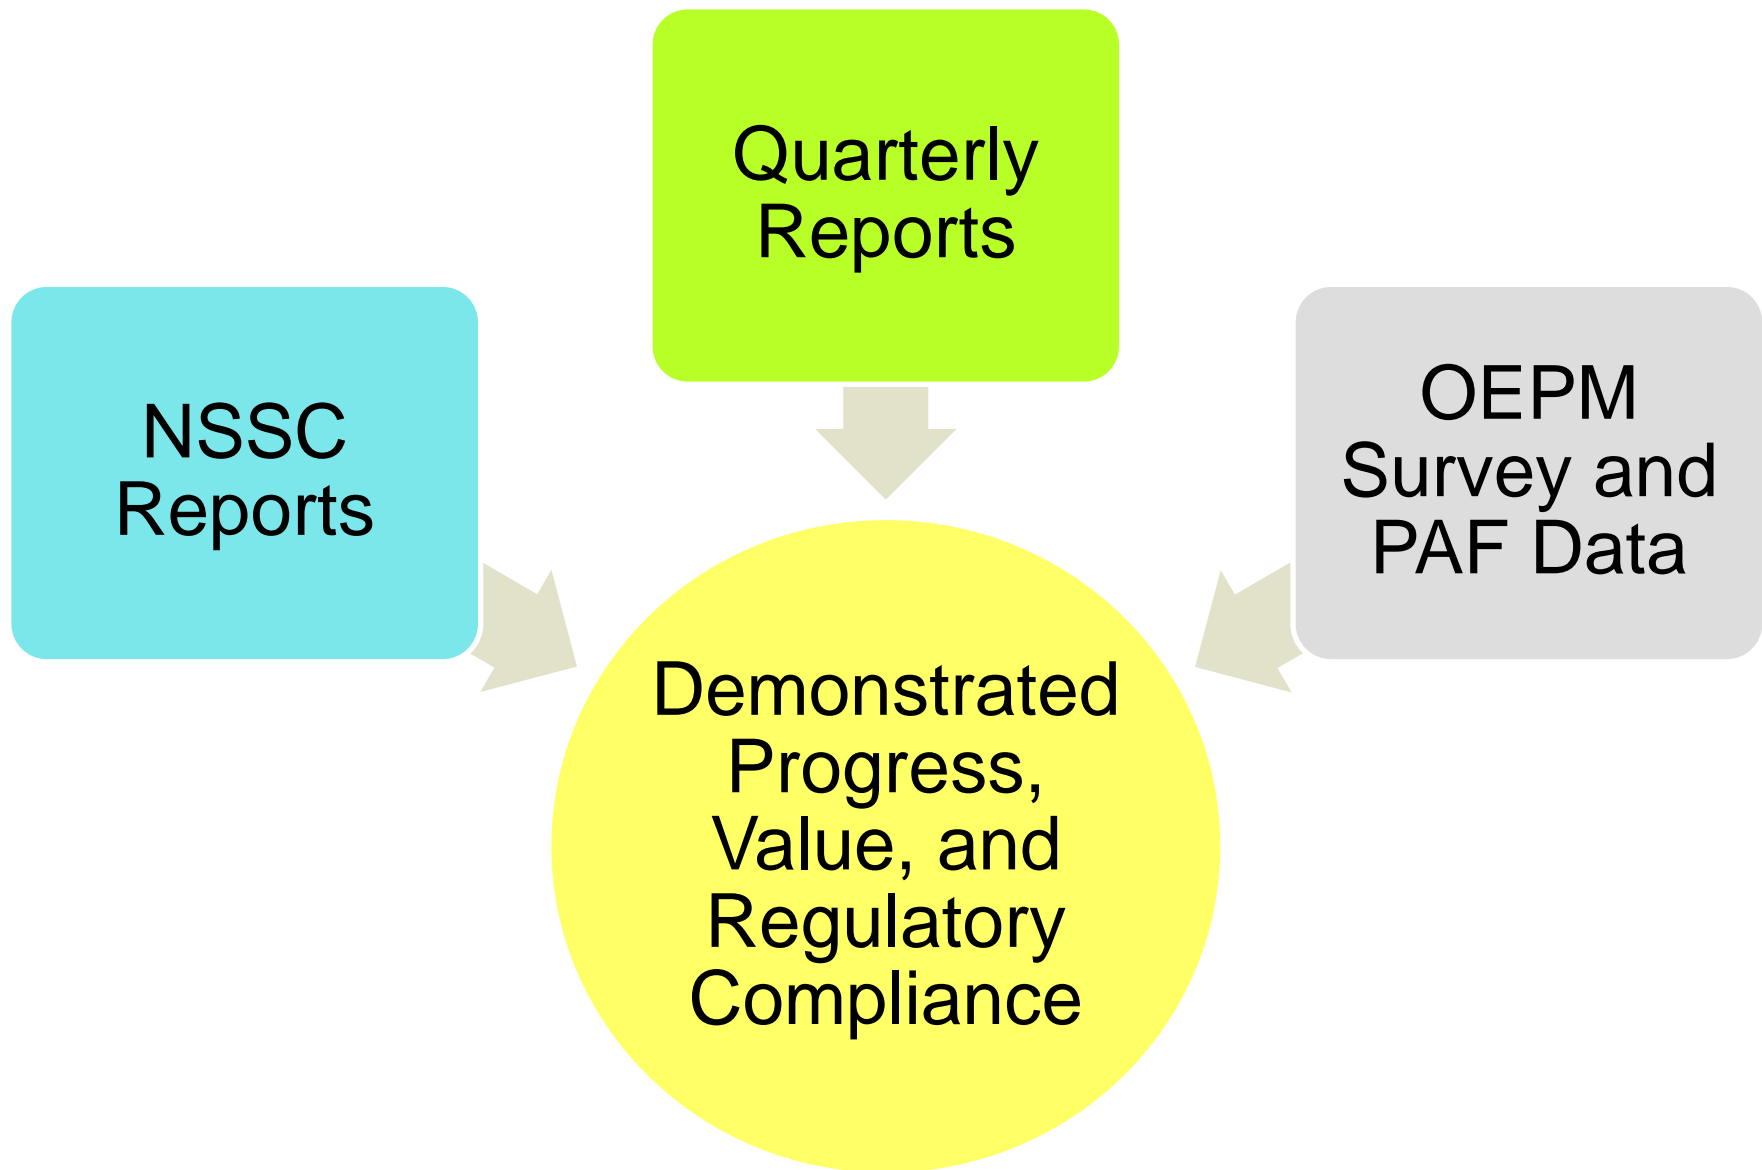 Quarterly
Reports
NSSC
Reports
OEPM
Survey and
PAF Data
Demonstrated
Progress,
Value, and
Regulatory
Compliance